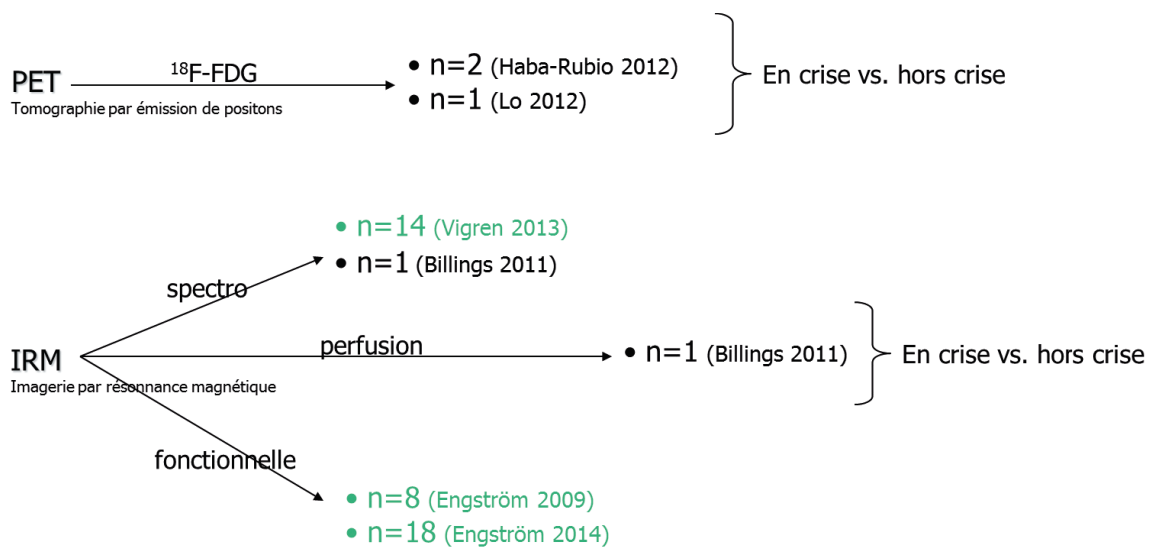 ¹⁸F-FDG
PET
Tomographie par émission de positons
• n=2 (Haba-Rubio 2012)
• n=1 (Lo 2012)
En crise vs. hors crise
• n=14 (Vigren 2013)
• n=1 (Billings 2011)
spectro
IRM
Imagerie par résonnance magnétique
perfusion
• n=1 (Billings 2011)
En crise vs. hors crise
fonctionnelle
• n=8 (Engström 2009)
• n=18 (Engström 2014)